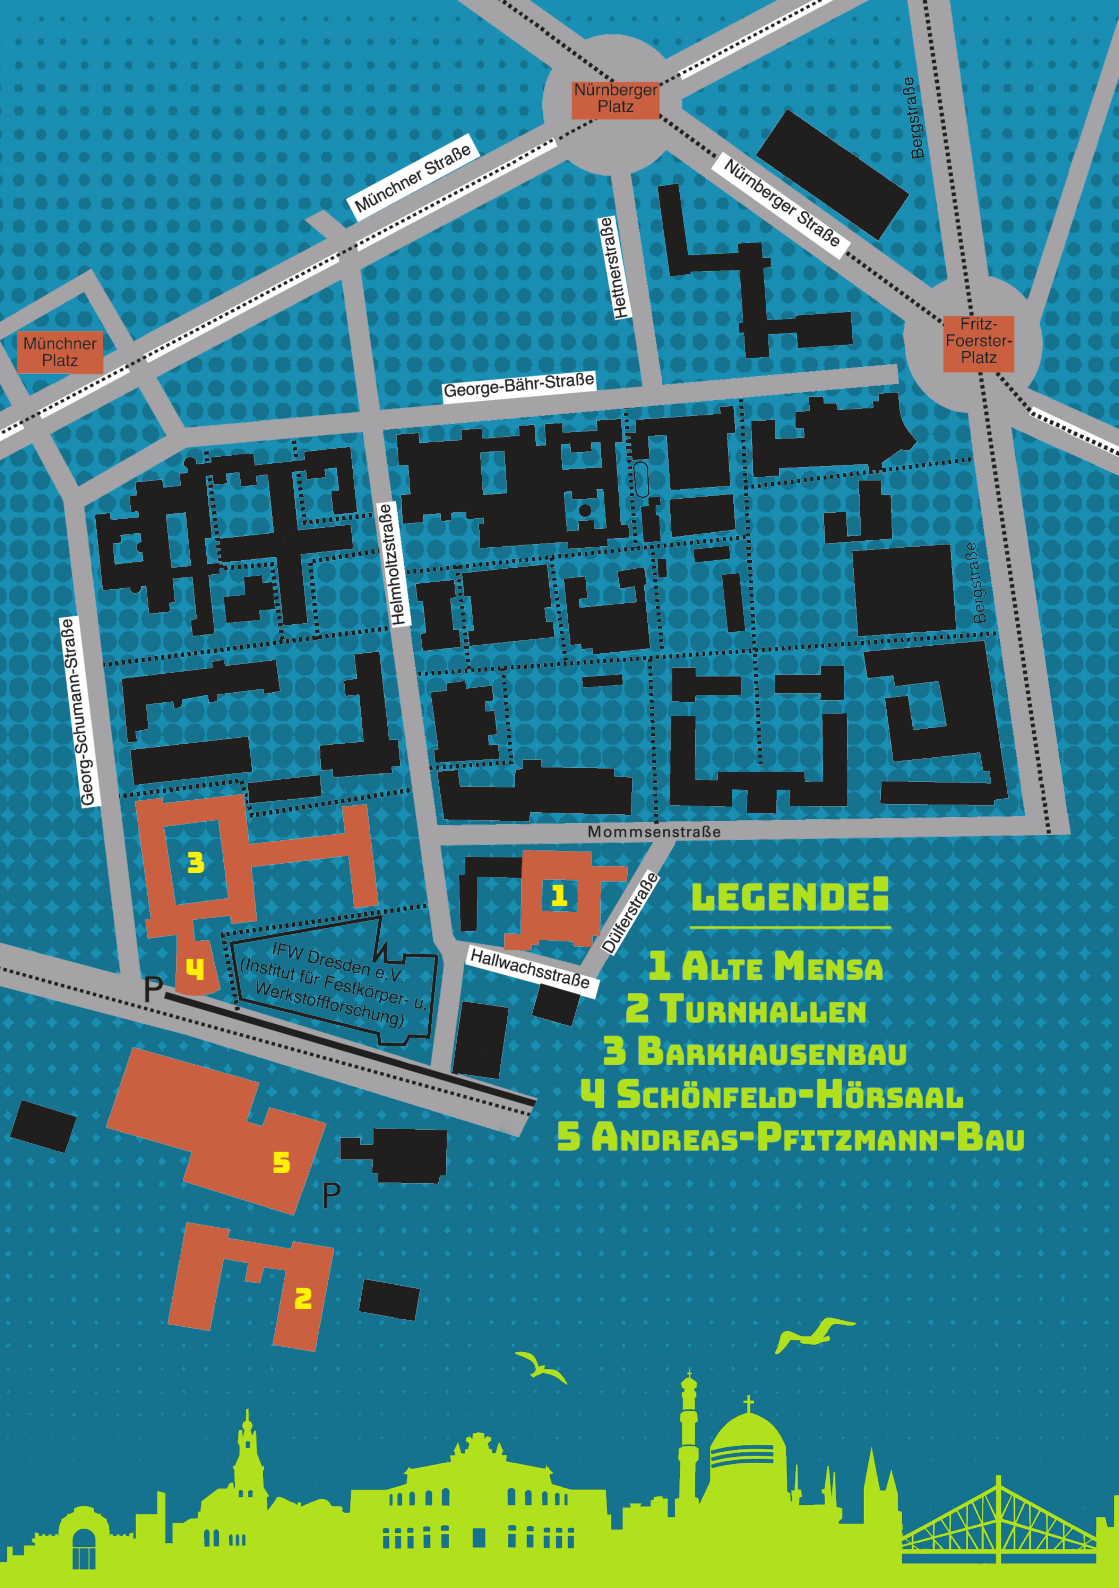 Nürnberger
Platz
Bergstraße
Münchner Straße
Nürnberger Straße
Hettnerstraße
Münchner
Platz
Fritz-
Foerster-
Platz
George-Bähr-Straße
Helmholtzstraße
Bergstraße
Georg-Schumann-Straße
Mommsenstraße
3
1
Dülferstraße
LEGENDE:
Hallwachsstraße
4
P
IFW Dresden e.V.
(Institut für Festkörper- u.
Werkstoffforschung)
1 Alte Mensa
2 Turnhallen
3 Barkhausenbau
4 Schönfeld-Hörsaal
5 Andreas-Pfitzmann-Bau
5
P
2